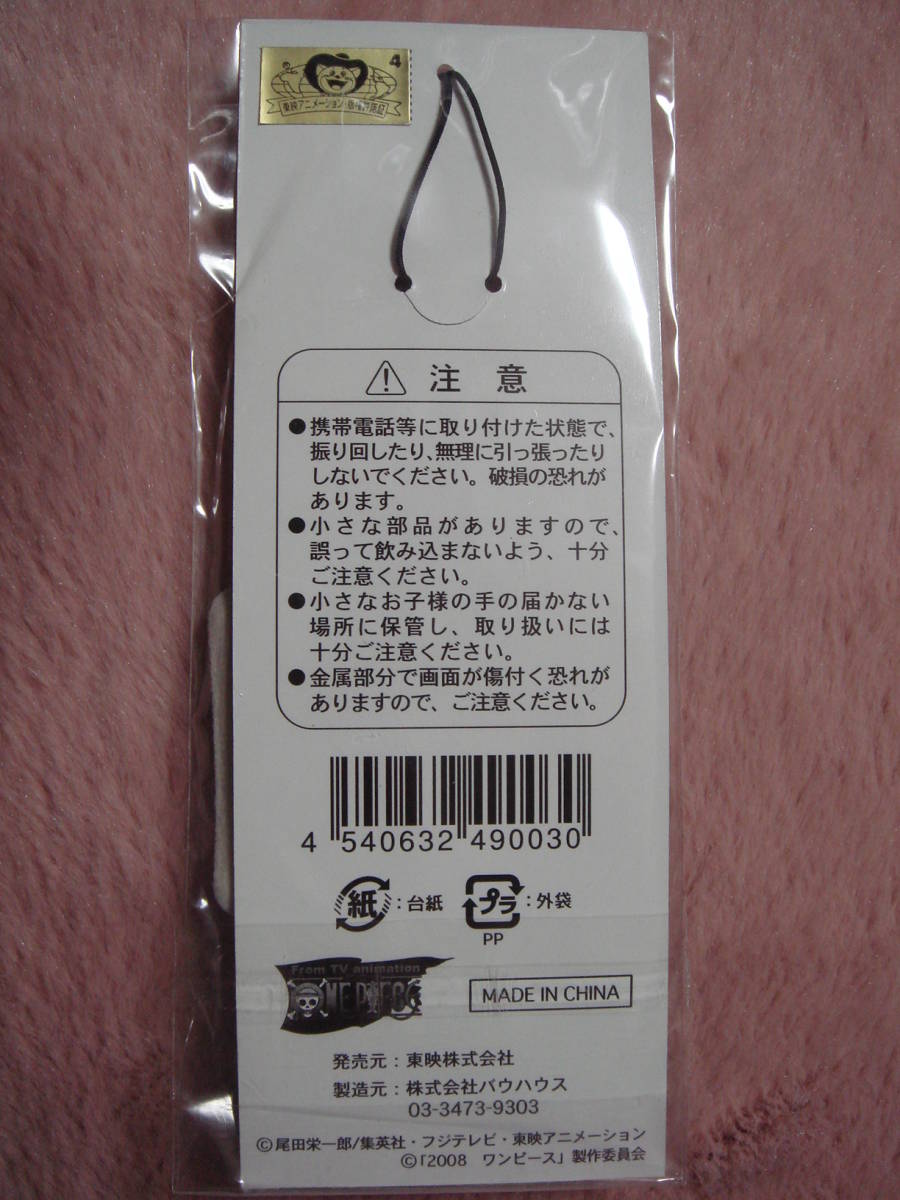 4
東映アニメーション・版権許諾証
注 意
●携帯電話等に取り付けた状態で、
振り回したり、無理に引っ張ったり
しないでください。破損の恐れが
あります。
●小さな部品がありますので、
誤って飲み込まないよう、十分
ご注意ください。
●小さなお子様の手の届かない
場所に保管し、取り扱いには
十分ご注意ください。
●金属部分で画面が傷付く恐れが
ありますので、ご注意ください。
4 540632 490030
紙:台紙 プラ:外袋
PP
From TV animation
ONE PIECE
MADE IN CHINA
発売元:東映株式会社
製造元:株式会社バウハウス
03-3473-9303
©尾田栄一郎/集英社・フジテレビ・東映アニメーション
©「2008 ワンピース」製作委員会